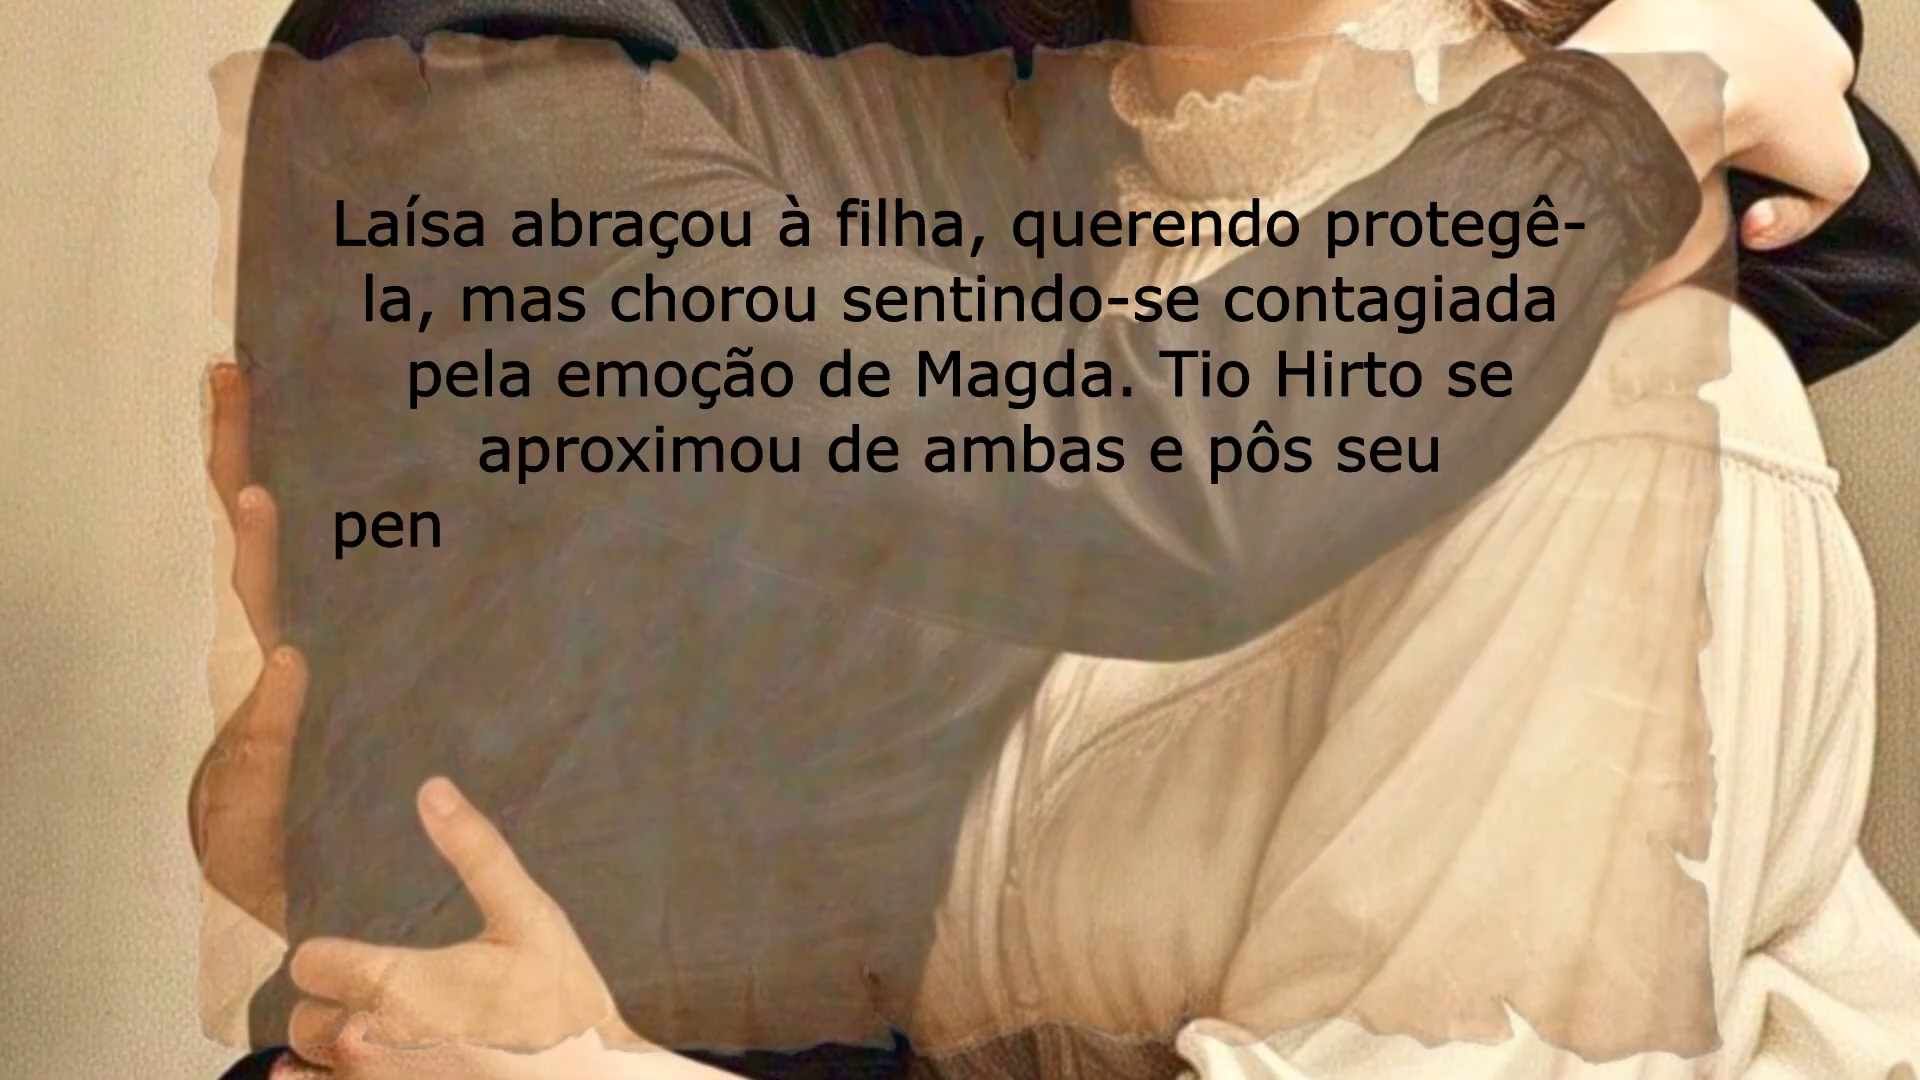 Laísa abraçou à filha, querendo protegê-
la, mas chorou sentindo-se contagiada
pela emoção de Magda. Tio Hirto se
aproximou de ambas e pôs seu
pen